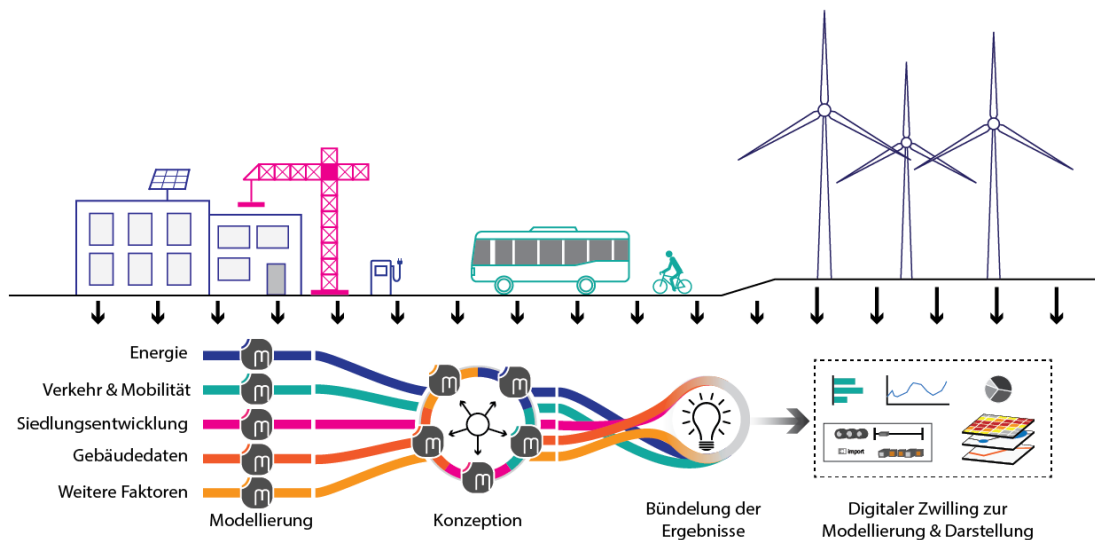 Energie
Verkehr & Mobilität
Siedlungsentwicklung
Gebäudedaten
Weitere Faktoren
Modellierung
Konzeption
Bündelung der
Ergebnisse
import
Digitaler Zwilling zur
Modellierung & Darstellung